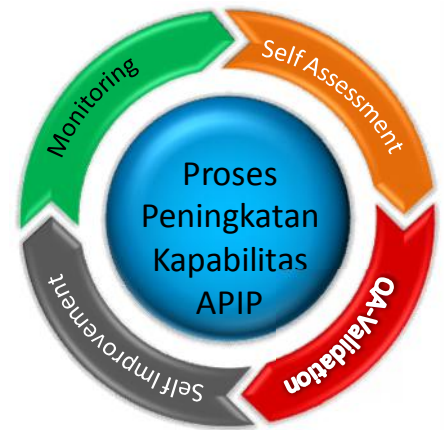 Proses
Peningkatan
Kapabilitas
APIP
Self Assessment
QA-Validation
Self Improvement
Monitoring